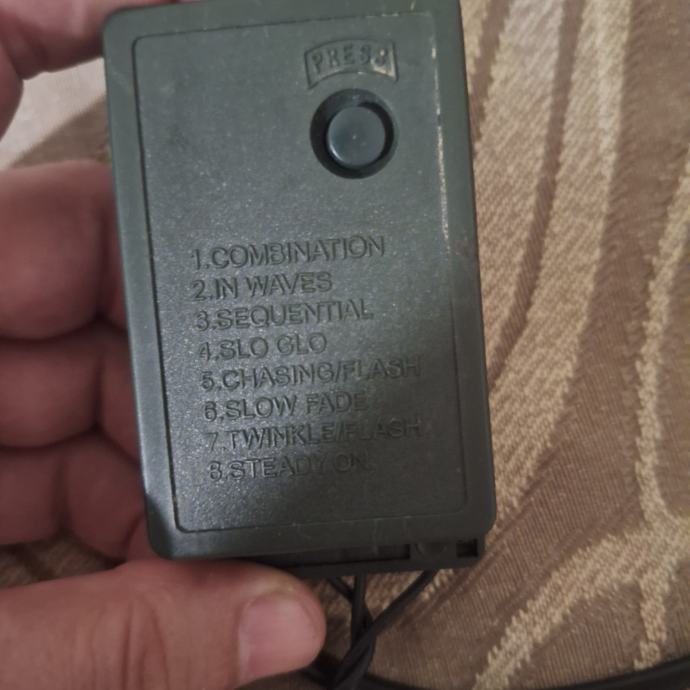 PRESS
1.COMBINATION
2.IN WAVES
3.SEQUENTIAL
4.SLO GLO
5.CHASING/FLASH
6.SLOW FADE
7.TWINKLE/FLASH
8.STEADY ON